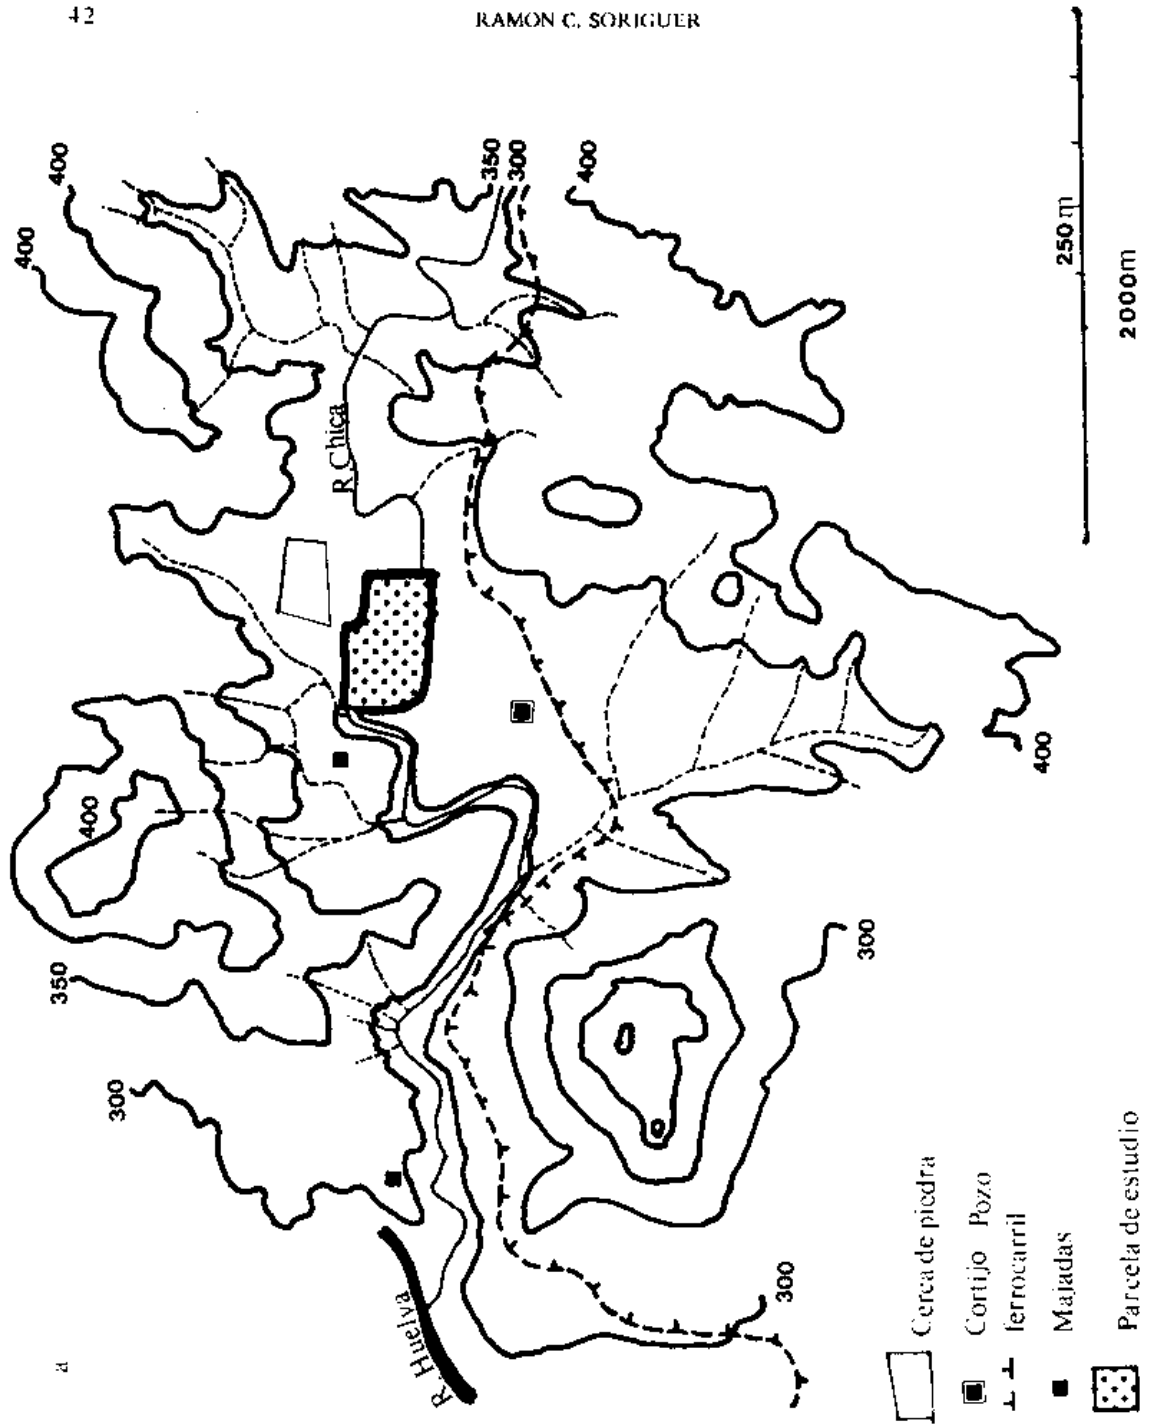 42
RAMON C. SORIGUER
400
400
350
300
400
250 m
2000m
R. Chica
400
400
350
300
300
300
R. Huelva
a
Cerca de piedra
Cortijo Pozo
ferrocarril
Majadas
Parcela de estudio